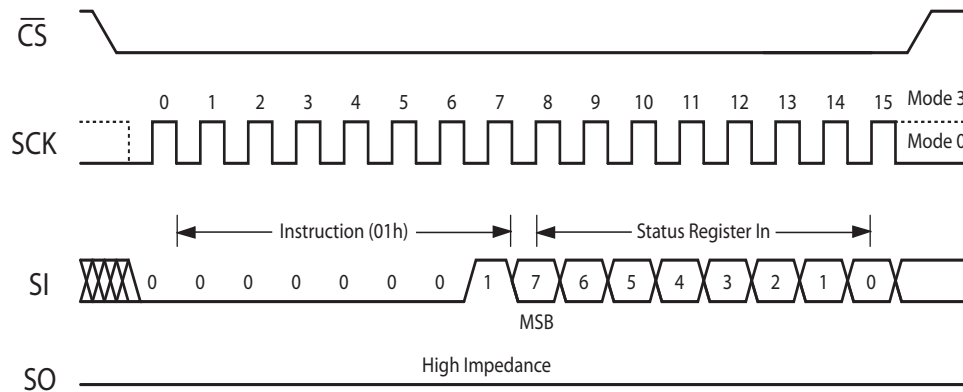 CS
0 1 2 3 4 5 6 7 8 9 10 11 12 13 14 15 Mode 3
SCK Mode 0
Instruction (01h) Status Register In
SI 0 0 0 0 0 0 0 1 7 6 5 4 3 2 1 0
MSB
High Impedance
SO